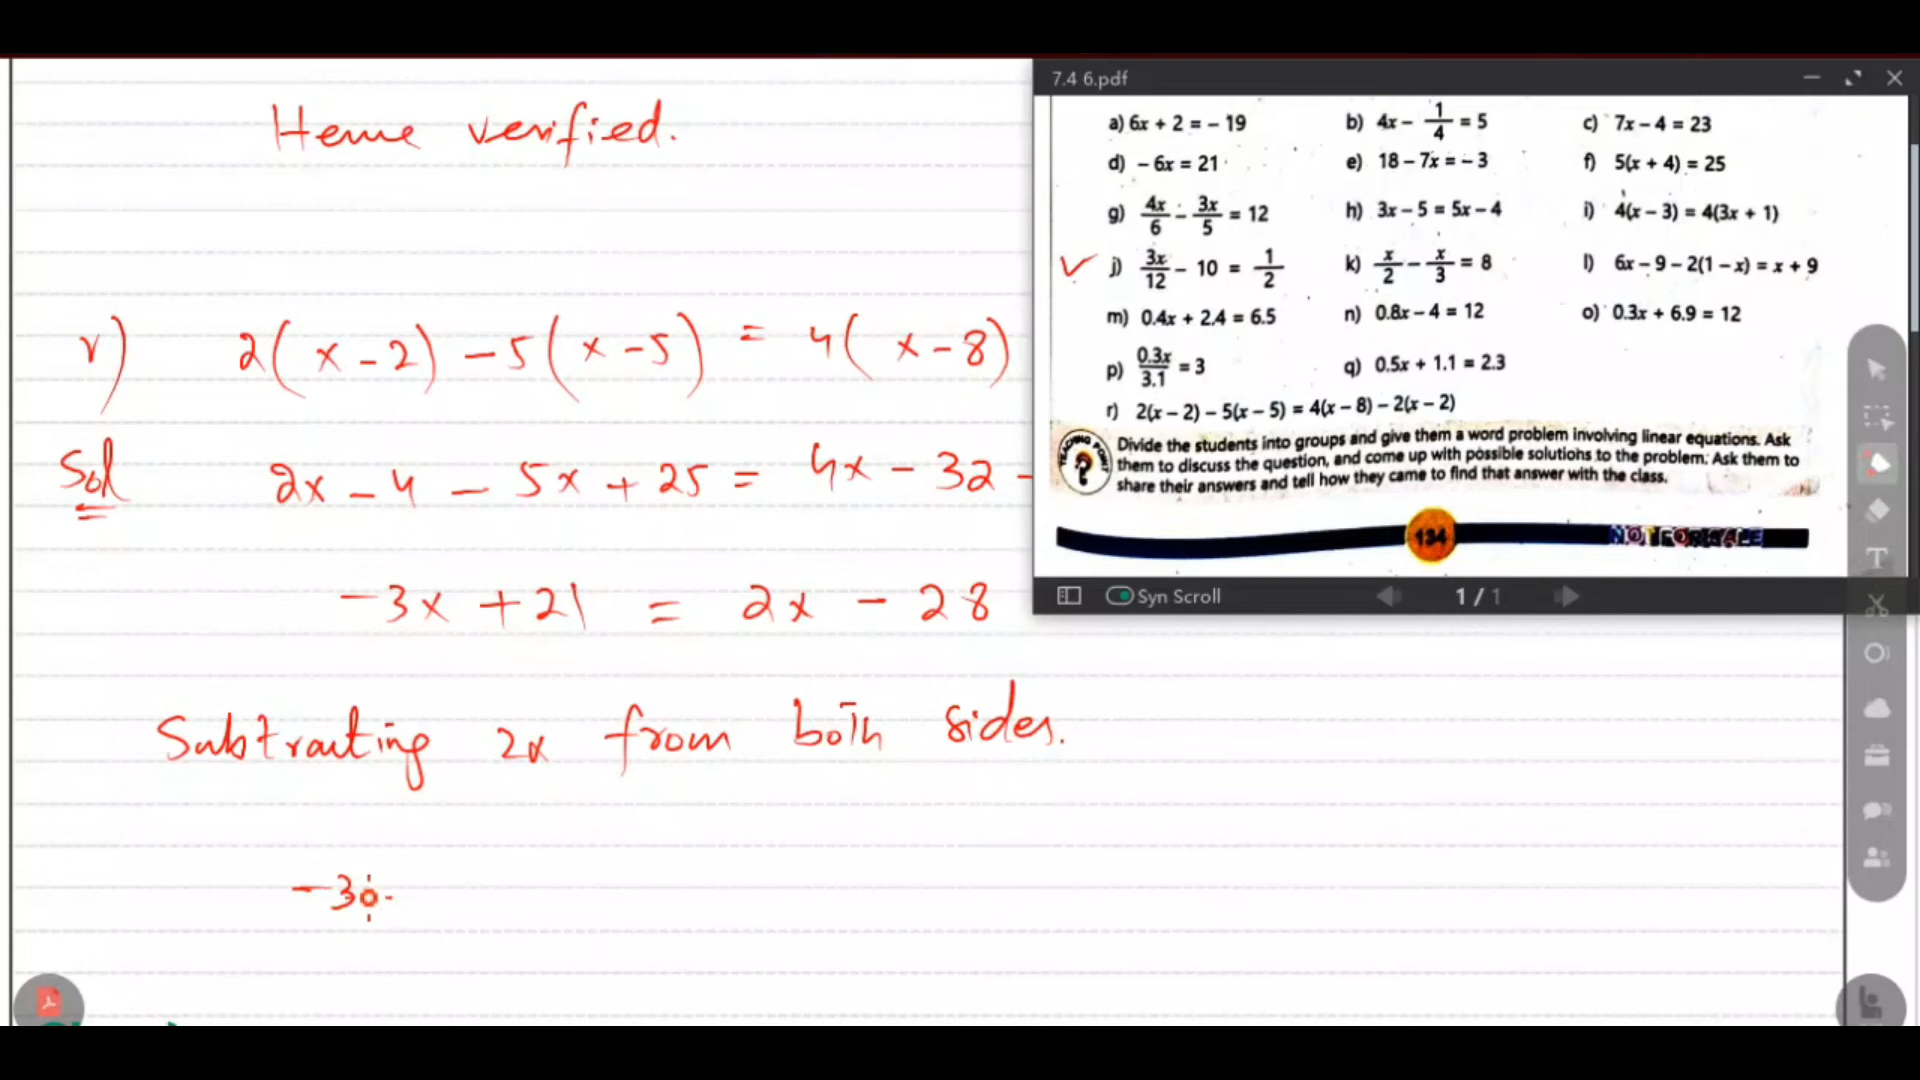 Hence verified.
r) 2(x-2) -5(x-5) = 4(x-8)
Sol 2x - 4 - 5x + 25 = 4x - 32 -
-3x + 21 = 2x - 28
Subtracting 2x from both sides.
-3
7.4 6.pdf
a) 6x + 2 = – 19 b) 4x – 1/4 = 5 c) 7x – 4 = 23
d) – 6x = 21 e) 18 – 7x = – 3 f) 5(x + 4) = 25
g) 4x/6 – 3x/5 = 12 h) 3x – 5 = 5x – 4 i) 4(x – 3) = 4(3x + 1)
j) 3x/12 – 10 = 1/2 k) x/2 – x/3 = 8 l) 6x – 9 – 2(1 – x) = x + 9
m) 0.4x + 2.4 = 6.5 n) 0.8x – 4 = 12 o) 0.3x + 6.9 = 12
p) 0.3x/3.1 = 3 q) 0.5x + 1.1 = 2.3
r) 2(x – 2) – 5(x – 5) = 4(x – 8) – 2(x – 2)
TEACHING POINT
?
Divide the students into groups and give them a word problem involving linear equations. Ask
them to discuss the question, and come up with possible solutions to the problem. Ask them to
share their answers and tell how they came to find that answer with the class.
134
NOT FOR SALE
Syn Scroll
1 / 1
T